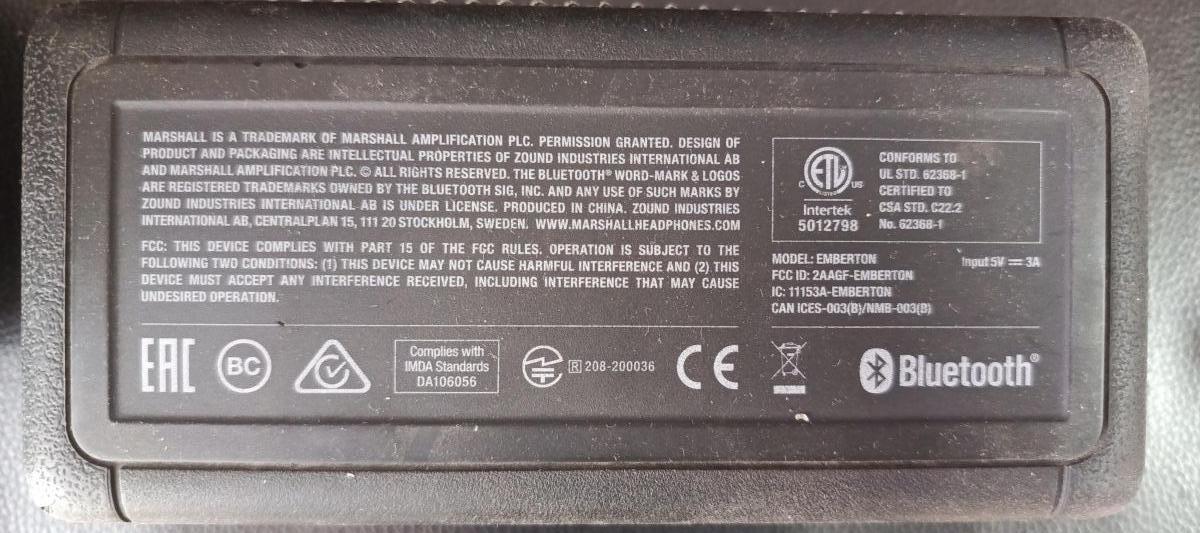 MARSHALL IS A TRADEMARK OF MARSHALL AMPLIFICATION PLC. PERMISSION GRANTED. DESIGN OF
PRODUCT AND PACKAGING ARE INTELLECTUAL PROPERTIES OF ZOUND INDUSTRIES INTERNATIONAL AB
AND MARSHALL AMPLIFICATION PLC. © ALL RIGHTS RESERVED. THE BLUETOOTH® WORD-MARK & LOGOS
ARE REGISTERED TRADEMARKS OWNED BY THE BLUETOOTH SIG, INC. AND ANY USE OF SUCH MARKS BY
ZOUND INDUSTRIES INTERNATIONAL AB IS UNDER LICENSE. PRODUCED IN CHINA. ZOUND INDUSTRIES
INTERNATIONAL AB, CENTRALPLAN 15, 111 20 STOCKHOLM, SWEDEN. WWW.MARSHALLHEADPHONES.COM
FCC: THIS DEVICE COMPLIES WITH PART 15 OF THE FCC RULES. OPERATION IS SUBJECT TO THE
FOLLOWING TWO CONDITIONS: (1) THIS DEVICE MAY NOT CAUSE HARMFUL INTERFERENCE AND (2) THIS
DEVICE MUST ACCEPT ANY INTERFERENCE RECEIVED, INCLUDING INTERFERENCE THAT MAY CAUSE
UNDESIRED OPERATION.
C ETL US
LISTED
Intertek
5012798
CONFORMS TO
UL STD. 62368-1
CERTIFIED TO
CSA STD. C22.2
No. 62368-1
MODEL: EMBERTON
Input 5V ⎓ 3A
FCC ID: 2AAGF-EMBERTON
IC: 11153A-EMBERTON
CAN ICES-003(B)/NMB-003(B)
EAC
BC
Complies with
IMDA Standards
DA106056
R 208-200036
CE
Bluetooth®